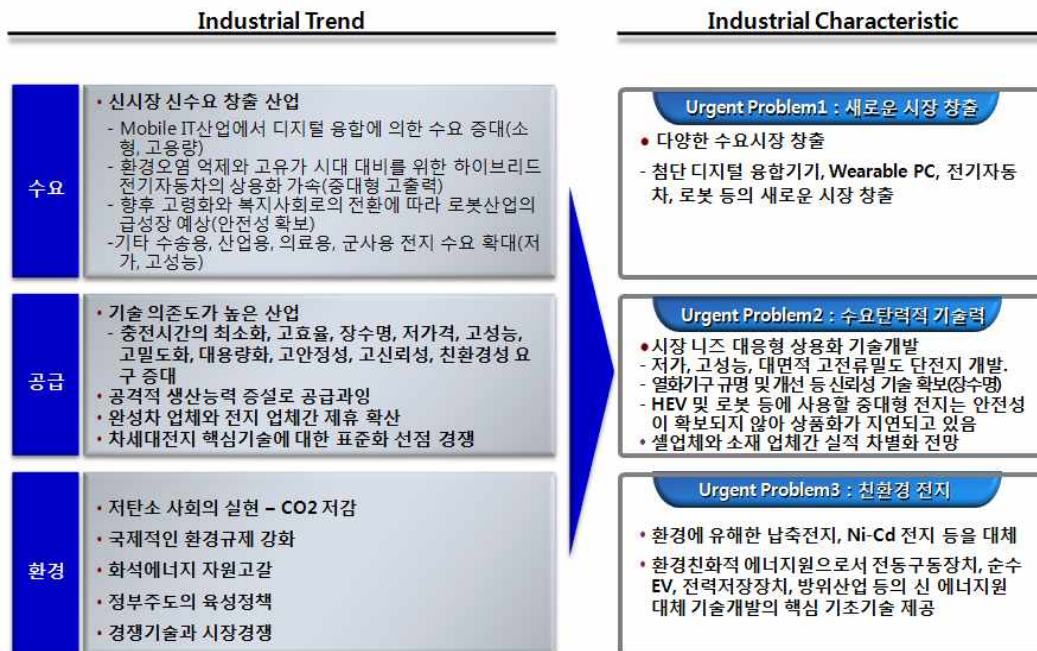 Industrial Trend
Industrial Characteristic
수요
• 신시장 신수요 창출 산업
- Mobile IT산업에서 디지털 융합에 의한 수요 증대(소
형, 고용량)
- 환경오염 억제와 고유가 시대 대비를 위한 하이브리드
전기자동차의 상용화 가속(중대형 고출력)
- 향후 고령화와 복지사회로의 전환에 따라 로봇산업의
급성장 예상(안전성 확보)
-기타 수송용, 산업용, 의료용, 군사용 전지 수요 확대(저
가, 고성능)
Urgent Problem1 : 새로운 시장 창출
• 다양한 수요시장 창출
- 첨단 디지털 융합기기, Wearable PC, 전기자동
차, 로봇 등의 새로운 시장 창출
공급
• 기술 의존도가 높은 산업
- 충전시간의 최소화, 고효율, 장수명, 저가격, 고성능,
고밀도화, 대용량화, 고안정성, 고신뢰성, 친환경성 요
구 증대
• 공격적 생산능력 증설로 공급과잉
• 완성차 업체와 전지 업체간 제휴 확산
• 차세대전지 핵심기술에 대한 표준화 선점 경쟁
Urgent Problem2 : 수요탄력적 기술력
•시장 니즈 대응형 상용화 기술개발
- 저가, 고성능, 대면적 고전류밀도 단전지 개발.
- 열화기구 규명 및 개선 등 신뢰성 기술 확보(장수명)
- HEV 및 로봇 등에 사용할 중대형 전지는 안전성
이 확보되지 않아 상품화가 지연되고 있음
• 셀업체와 소재 업체간 실적 차별화 전망
환경
• 저탄소 사회의 실현 – CO2 저감
• 국제적인 환경규제 강화
• 화석에너지 자원고갈
• 정부주도의 육성정책
• 경쟁기술과 시장경쟁
Urgent Problem3 : 친환경 전지
• 환경에 유해한 납축전지, Ni-Cd 전지 등을 대체
• 환경친화적 에너지원으로서 전동구동장치, 순수
EV, 전력저장장치, 방위산업 등의 신 에너지원
대체 기술개발의 핵심 기초기술 제공